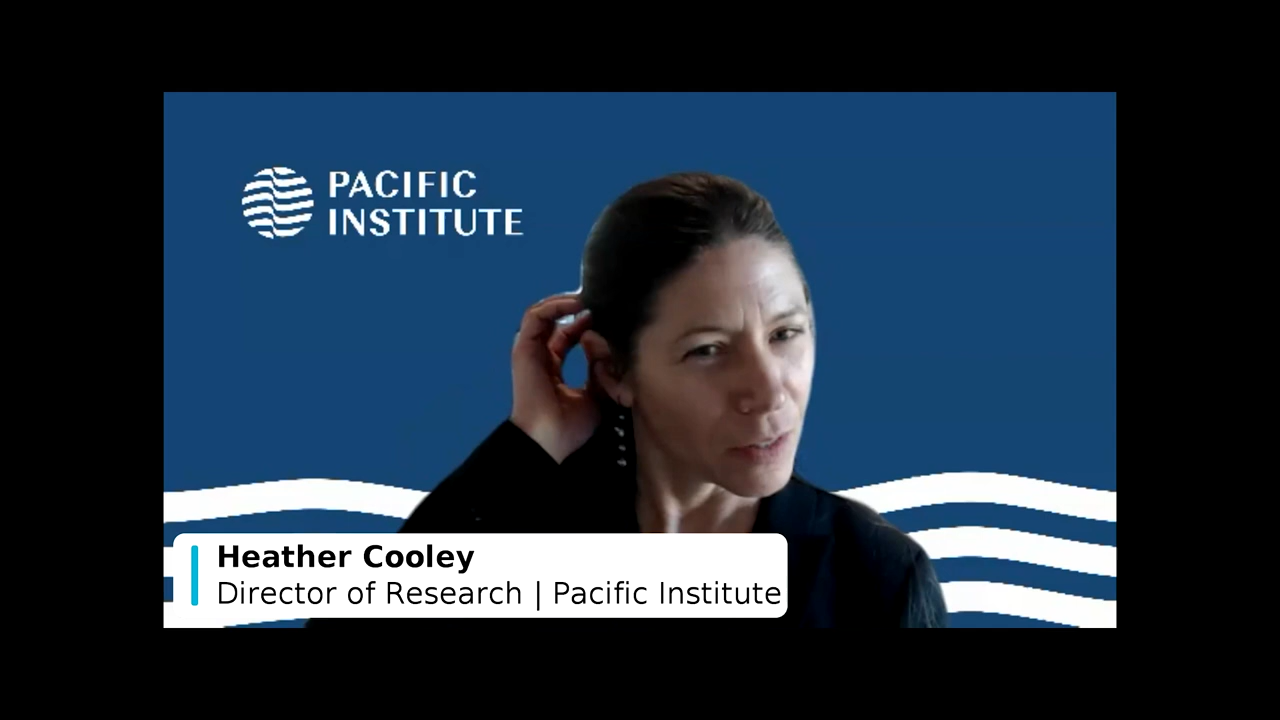 PACIFIC
INSTITUTE
Heather Cooley
Director of Research | Pacific Institute